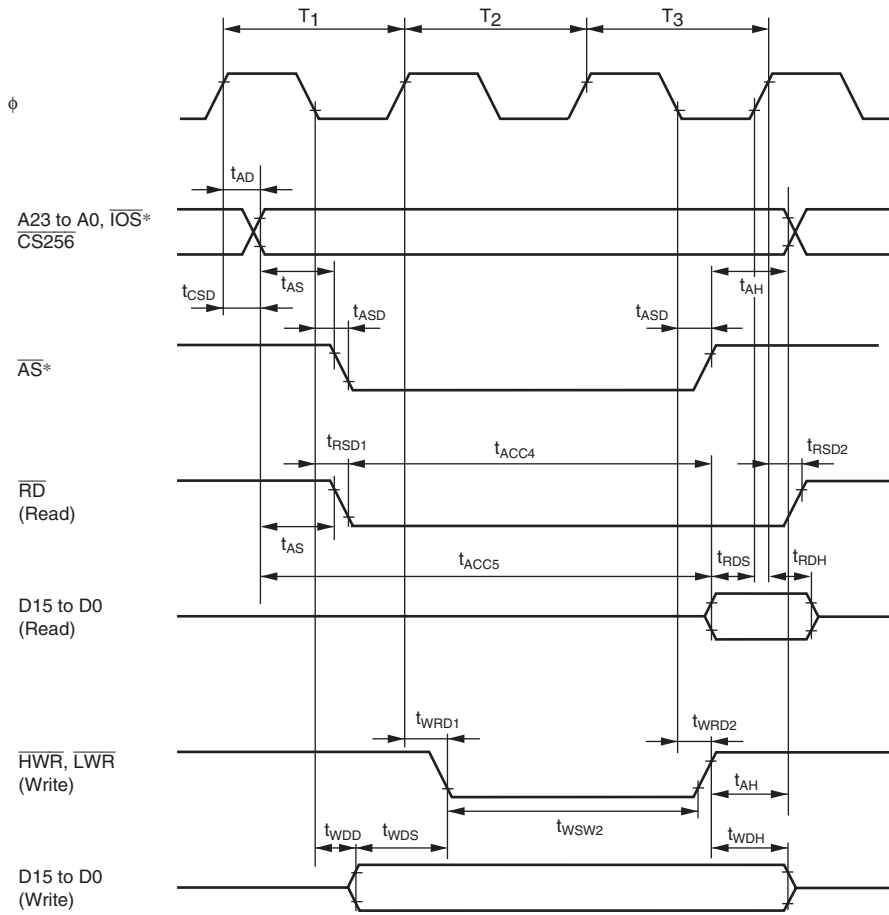 T1 T2 T3
ϕ
tAD
A23 to A0, IOS*
CS256
tAS tAH
tCSD
tASD tASD
AS*
tRSD1 tACC4 tRSD2
RD
(Read)
tAS
tACC5 tRDS tRDH
D15 to D0
(Read)
tWRD1 tWRD2
HWR, LWR
(Write)
tAH
tWSW2
tWDD tWDS tWDH
D15 to D0
(Write)